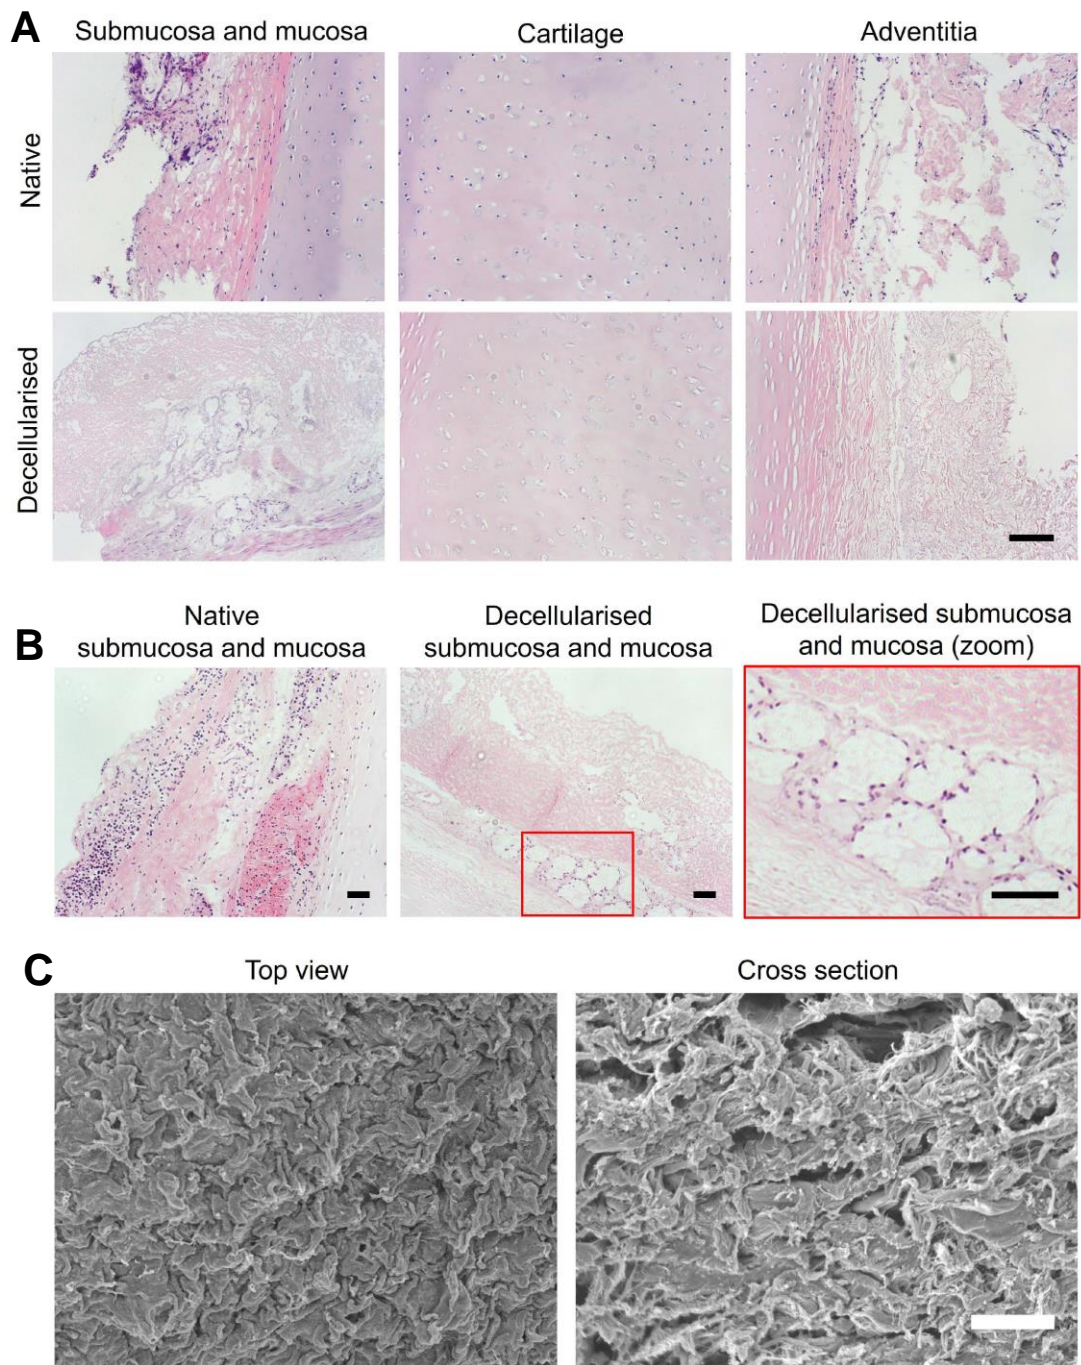 A
Submucosa and mucosa
Cartilage
Adventitia
Native
Decellularised
B
Native
submucosa and mucosa
Decellularised
submucosa and mucosa
Decellularised submucosa
and mucosa (zoom)
C
Top view
Cross section